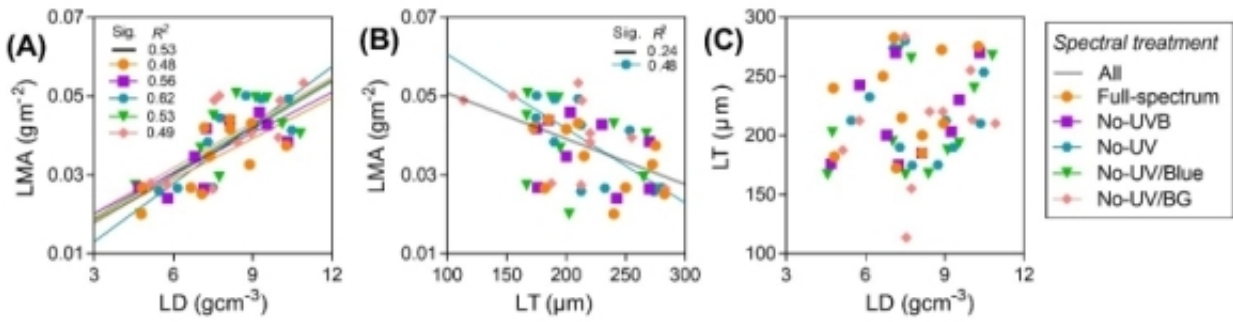 (A)
LMA (gm⁻²)
0.07
0.05
0.03
0.01
Sig. R²
0.53
0.48
0.56
0.62
0.53
0.49
3 6 9 12
LD (gcm⁻³)
(B)
LMA (gm⁻²)
0.07
0.05
0.03
0.01
Sig. R²
0.24
0.46
100 150 200 250 300
LT (μm)
(C)
LT (μm)
300
250
200
150
100
3 6 9 12
LD (gcm⁻³)
Spectral treatment
All
Full-spectrum
No-UVB
No-UV
No-UV/Blue
No-UV/BG